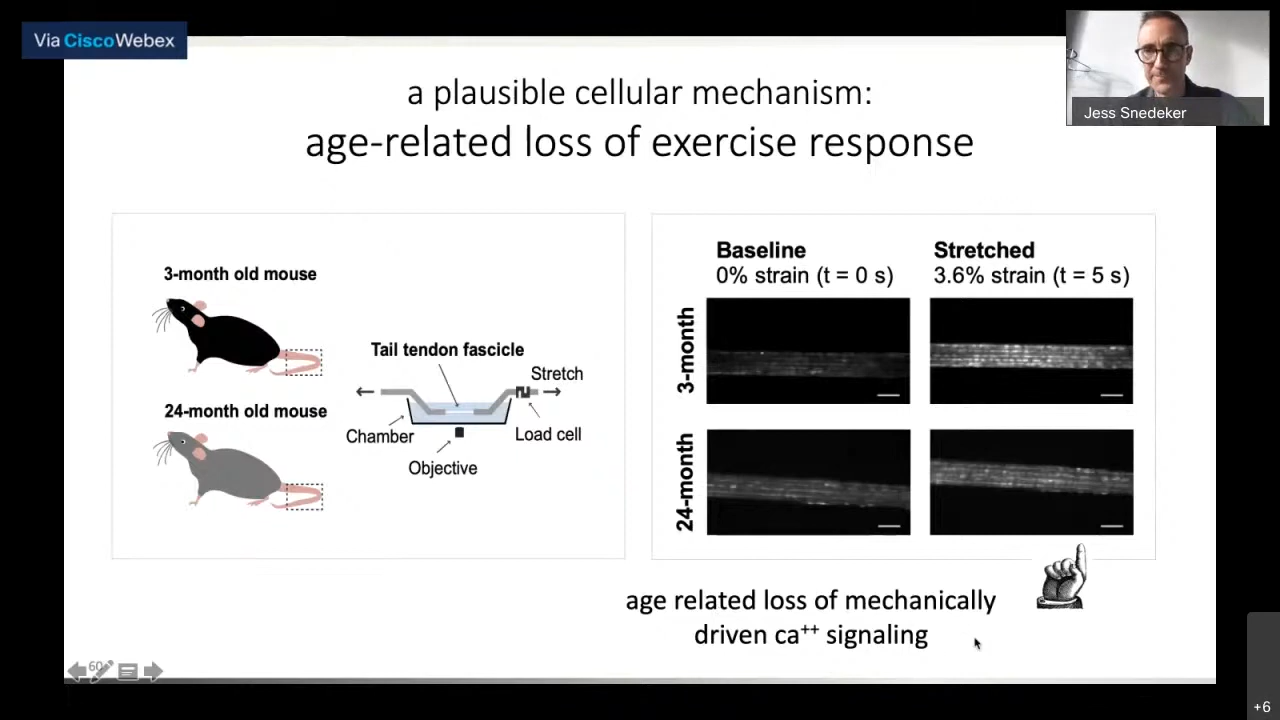 Via CiscoWebex
Jess Snedeker
a plausible cellular mechanism:
age-related loss of exercise response
3-month old mouse
24-month old mouse
Tail tendon fascicle
Stretch
Chamber
Load cell
Objective
Baseline
0% strain (t = 0 s)
Stretched
3.6% strain (t = 5 s)
3-month
24-month
age related loss of mechanically
driven ca⁺⁺ signaling
60
+6